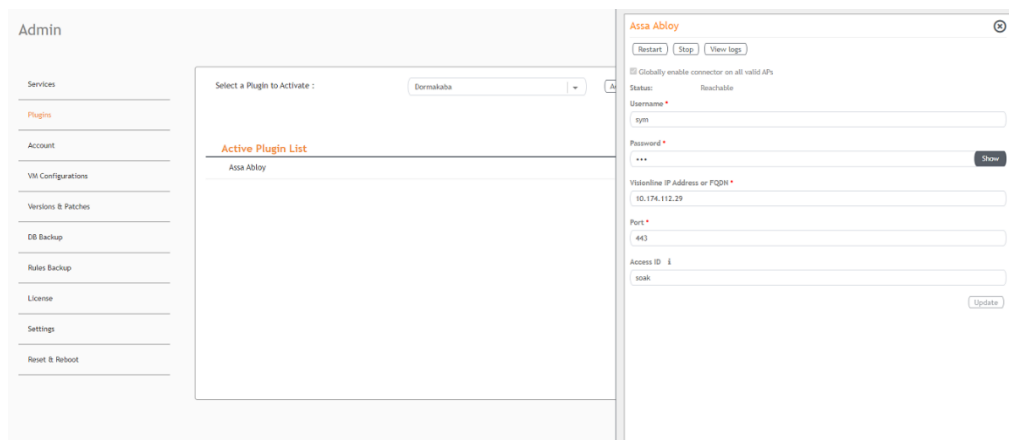 Admin
Services
Plugins
Account
VM Configurations
Versions & Patches
DB Backup
Rules Backup
License
Settings
Reset & Reboot
Select a Plugin to Activate :
Dormakaba
Active Plugin List
Assa Abloy
Assa Abloy
Restart Stop View logs
Globally enable connector on all valid APs
Status: Reachable
Username *
sym
Password *
••• Show
Visionline IP Address or FQDN *
10.174.112.29
Port *
443
Access ID i
soak
Update